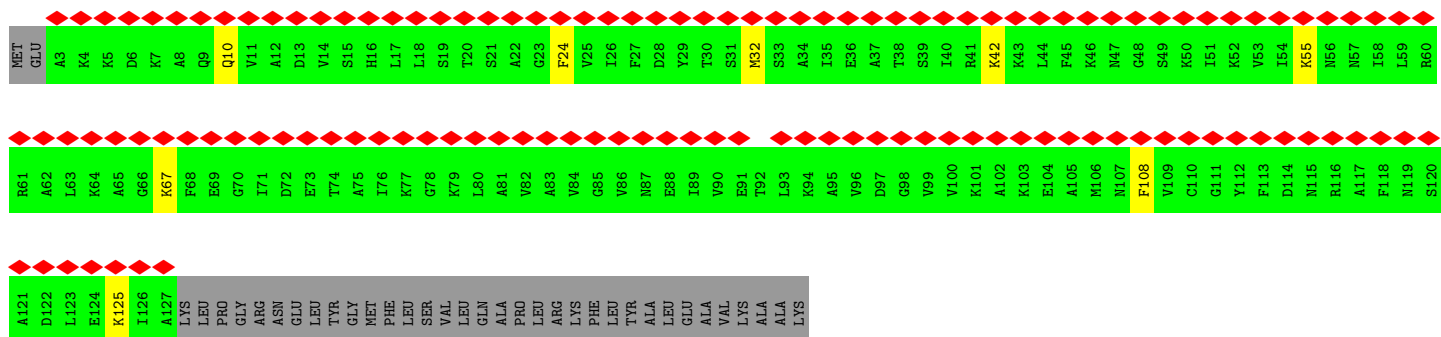 MET GLU A3 K4 K5 D6 K7 A8 Q9 Q10 V11 A12 D13 V14 S15 H16 L17 L18 S19 T20 S21 A22 G23 F24 V25 I26 F27 D28 Y29 T30 S31 M32 S33 A34 I35 E36 A37 T38 S39 I40 R41 K42 K43 L44 F45 K46 N47 G48 S49 K50 I51 K52 V53 I54 K55 N56 N57 I58 L59 R60
R61 A62 L63 K64 A65 G66 K67 F68 E69 G70 I71 D72 E73 T74 A75 I76 K77 G78 K79 L80 A81 V82 A83 V84 G85 V86 N87 E88 I89 V90 E91 T92 L93 K94 A95 V96 D97 G98 V99 V100 K101 A102 K103 E104 A105 M106 N107 F108 V109 C110 G111 Y112 F113 D114 N115 R116 A117 F118 N119 S120
A121 D122 L123 E124 K125 I126 A127 LYS LEU PRO GLY ARG ASN GLU LEU TYR GLY MET PHE LEU SER VAL LEU GLN ALA PRO LEU ARG LYS PHE LEU TYR ALA LEU GLU ALA VAL LYS ALA ALA LYS